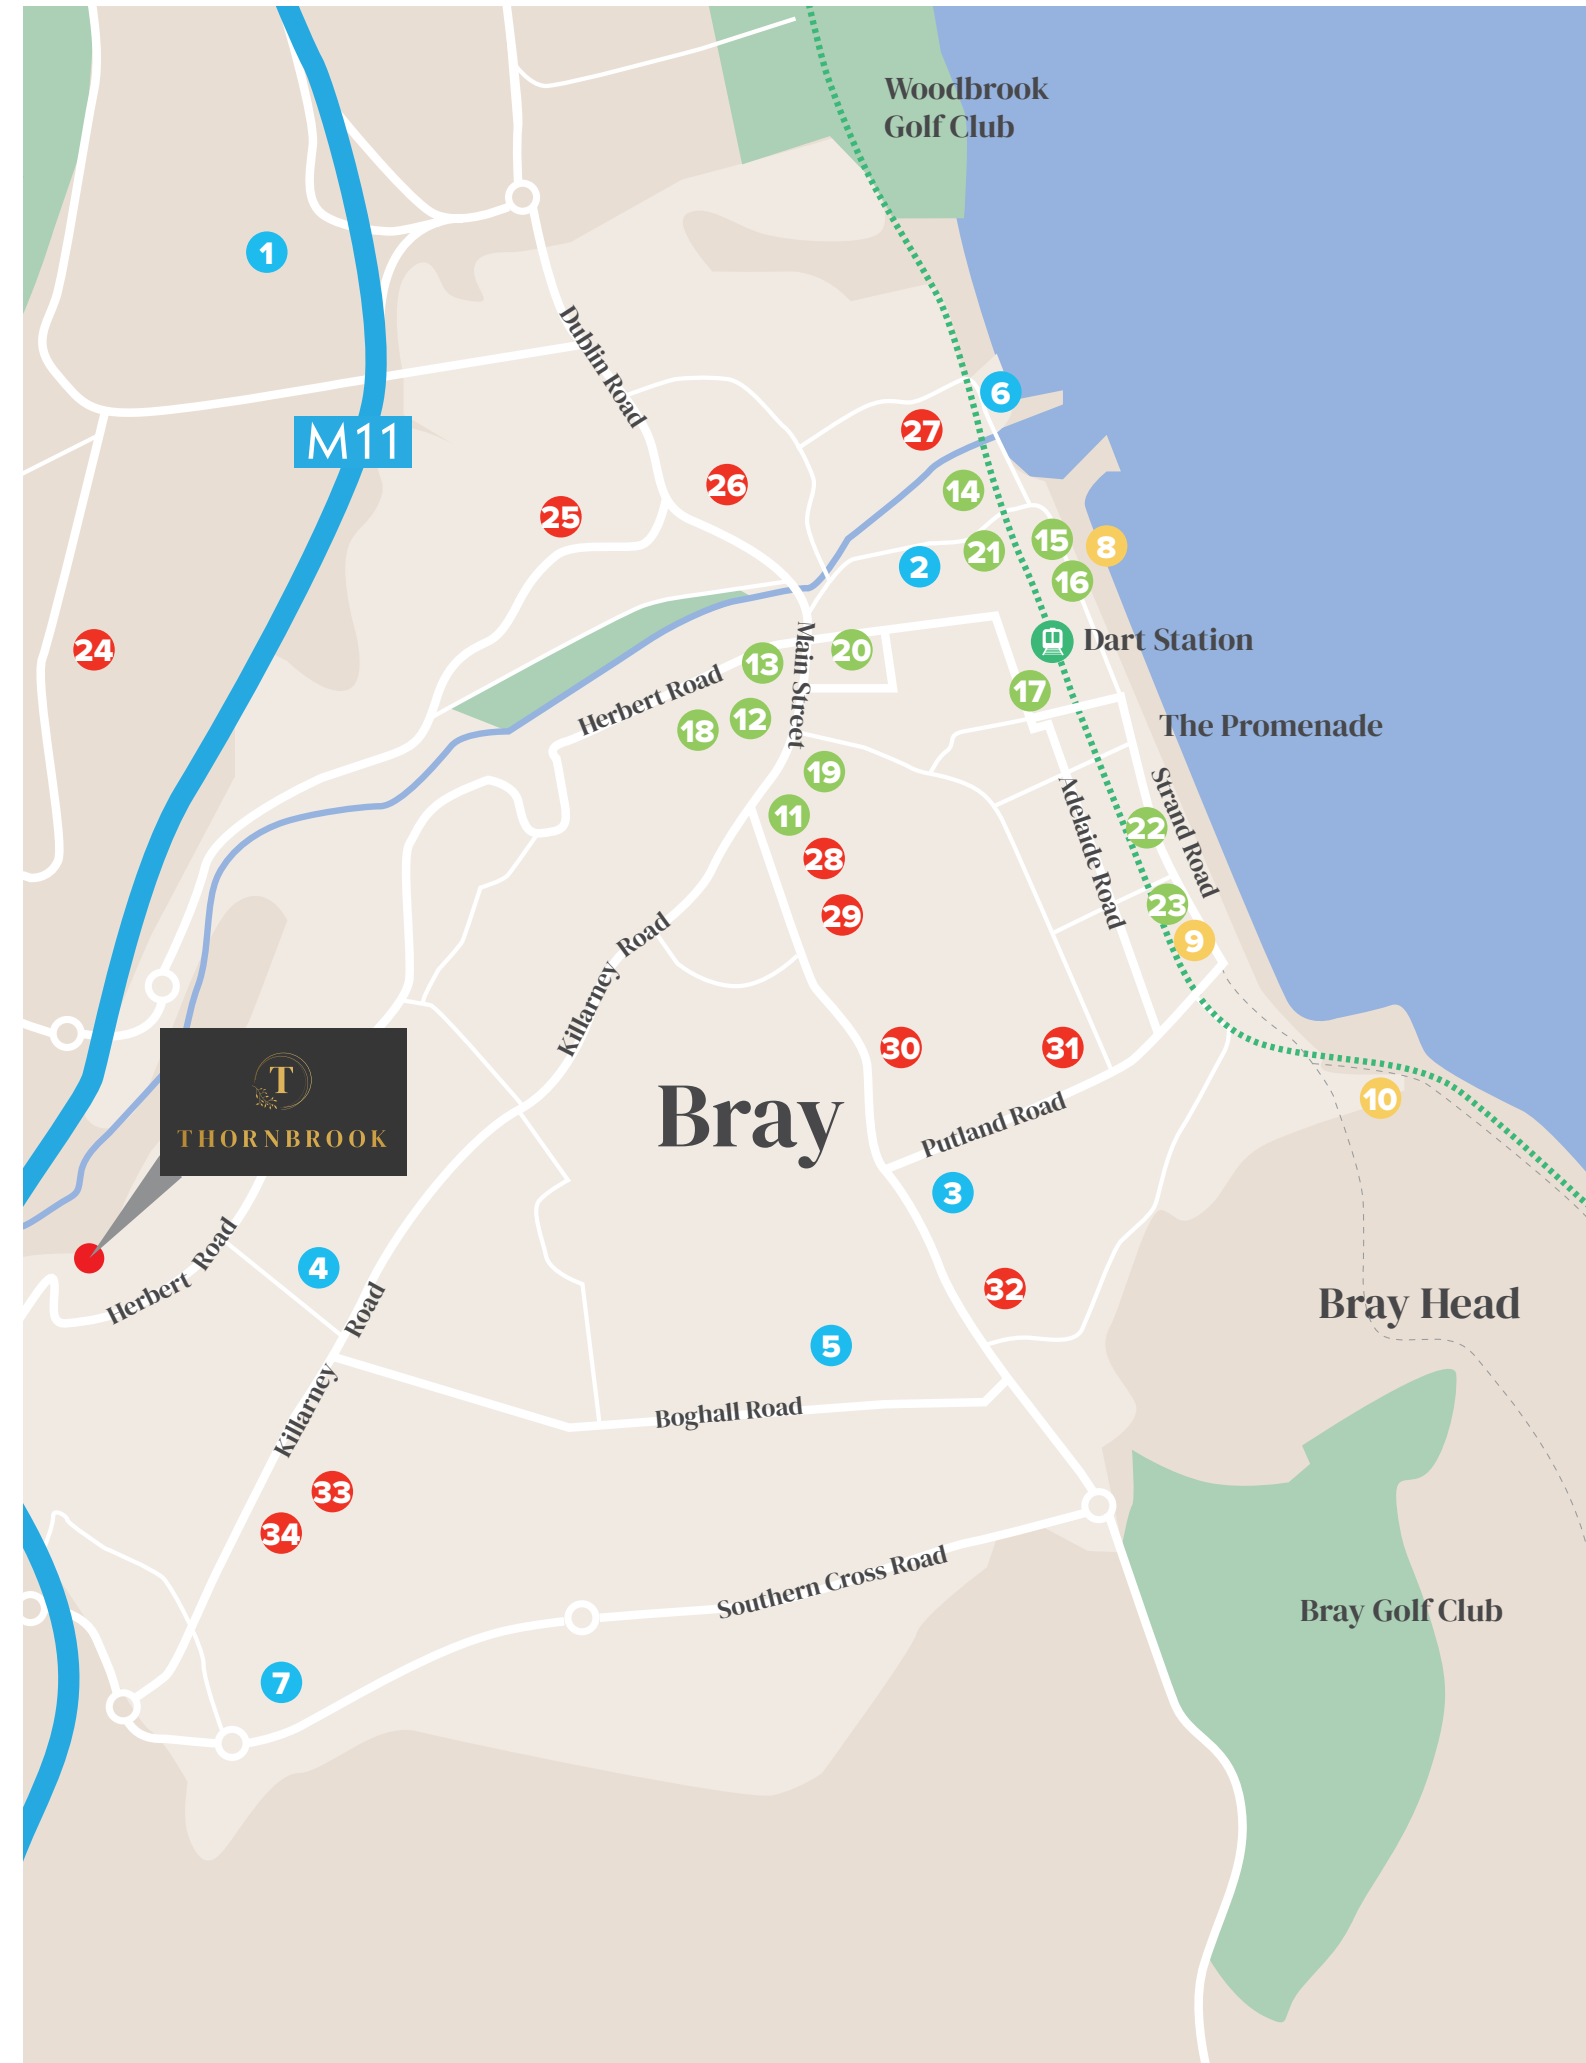 Woodbrook
Golf Club
1
Dublin Road
6
27
M11
26
14
25
15
8
21
2
16
Dart Station
Main Street
20
24
13
Herbert Road
17
12
18
The Promenade
19
Strand Road
11
Adelaide Road
22
28
23
29
9
Killarney Road
30
31
T
THORNBROOK
10
Bray
Putland Road
3
Herbert Road
4
32
Bray Head
Killarney Road
5
Boghall Road
33
34
Southern Cross Road
Bray Golf Club
7